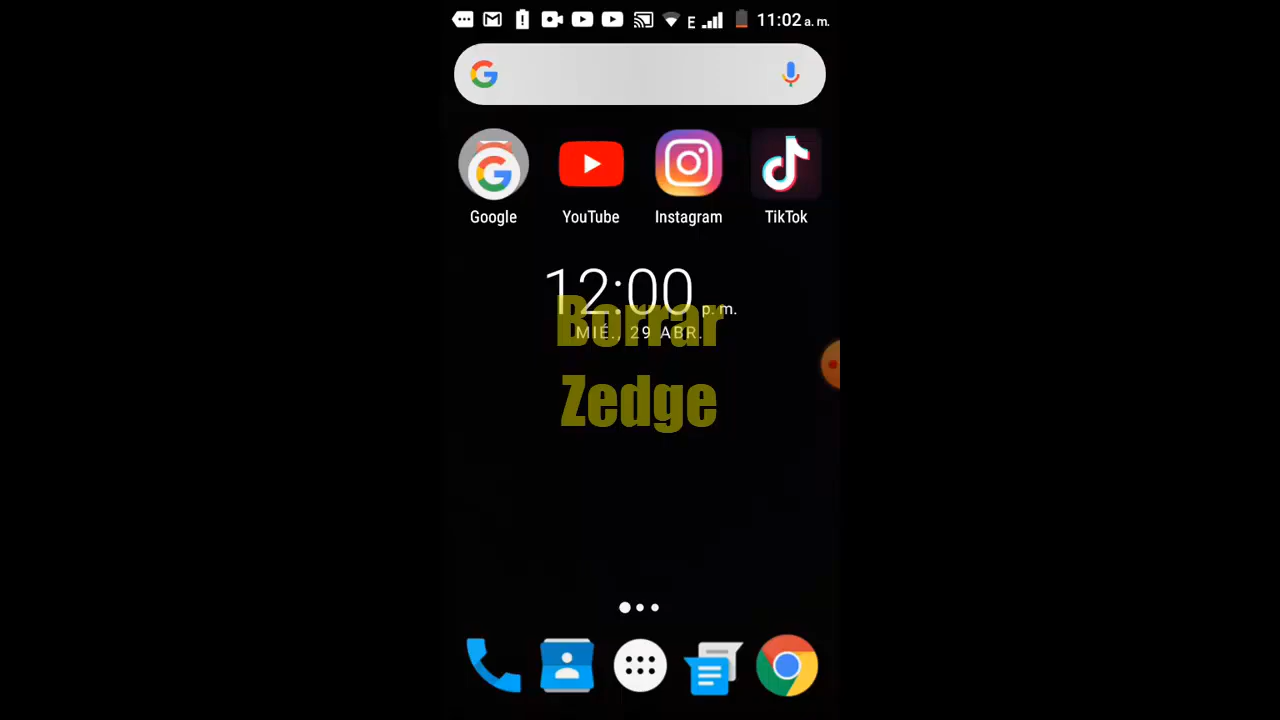 E 11:02 a. m.
Google YouTube Instagram TikTok
12:00 p. m.
MIÉ., 29 ABR.
Borrar
Zedge